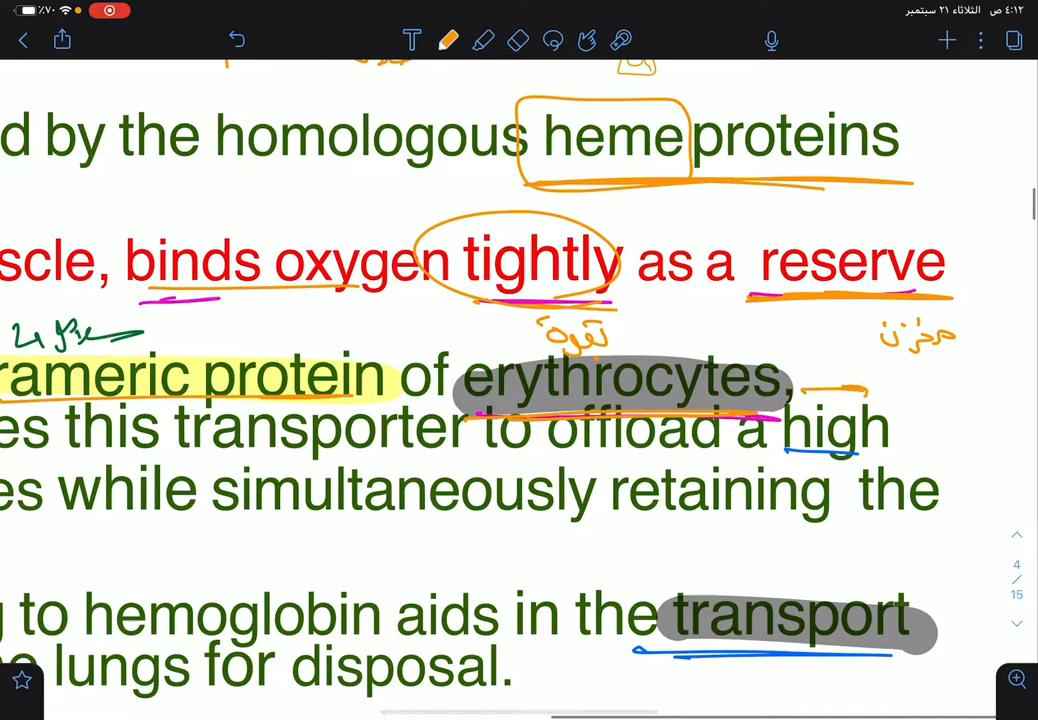 ٪٧٠ ٤:١٢ ص الثلاثاء ٢١ سبتمبر
d by the homologous heme proteins
scle, binds oxygen tightly as a reserve
بقوة مخزن
rameric protein of erythrocytes,
es this transporter to offload a high
es while simultaneously retaining the
g to hemoglobin aids in the transport
e lungs for disposal.
4
/
15